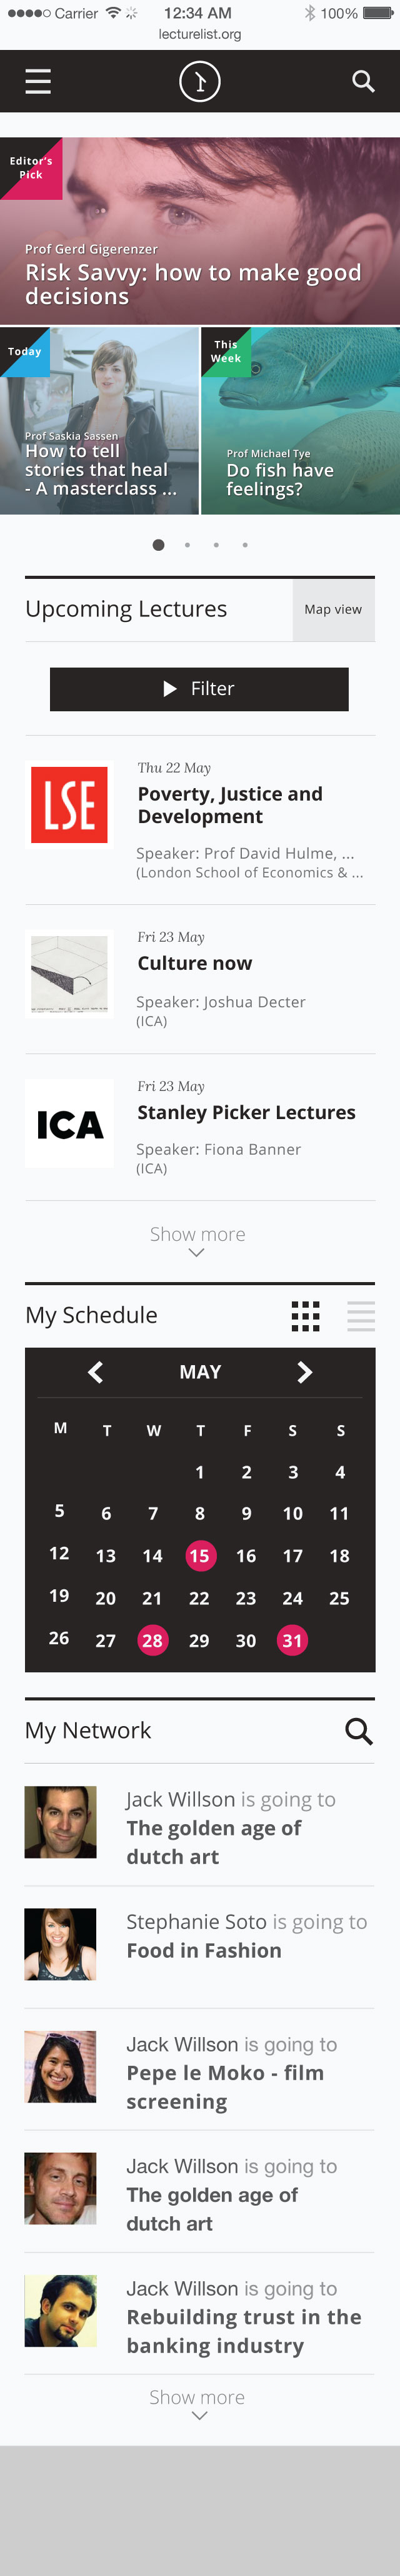 Carrier 12:34 AM 100%
lecturelist.org
Editor's
Pick
Prof Gerd Gigerenzer
Risk Savvy: how to make good
decisions
Today
Prof Saskia Sassen
How to tell
stories that heal
- A masterclass ...
This
Week
Prof Michael Tye
Do fish have
feelings?
Upcoming Lectures
Map view
Filter
LSE
Thu 22 May
Poverty, Justice and
Development
Speaker: Prof David Hulme, ...
(London School of Economics & ...
Fri 23 May
Culture now
Speaker: Joshua Decter
(ICA)
ICA
Fri 23 May
Stanley Picker Lectures
Speaker: Fiona Banner
(ICA)
Show more
My Schedule
MAY
M T W T F S S
1 2 3 4
5 6 7 8 9 10 11
12 13 14 15 16 17 18
19 20 21 22 23 24 25
26 27 28 29 30 31
My Network
Jack Willson is going to
The golden age of
dutch art
Stephanie Soto is going to
Food in Fashion
Jack Willson is going to
Pepe le Moko - film
screening
Jack Willson is going to
The golden age of
dutch art
Jack Willson is going to
Rebuilding trust in the
banking industry
Show more